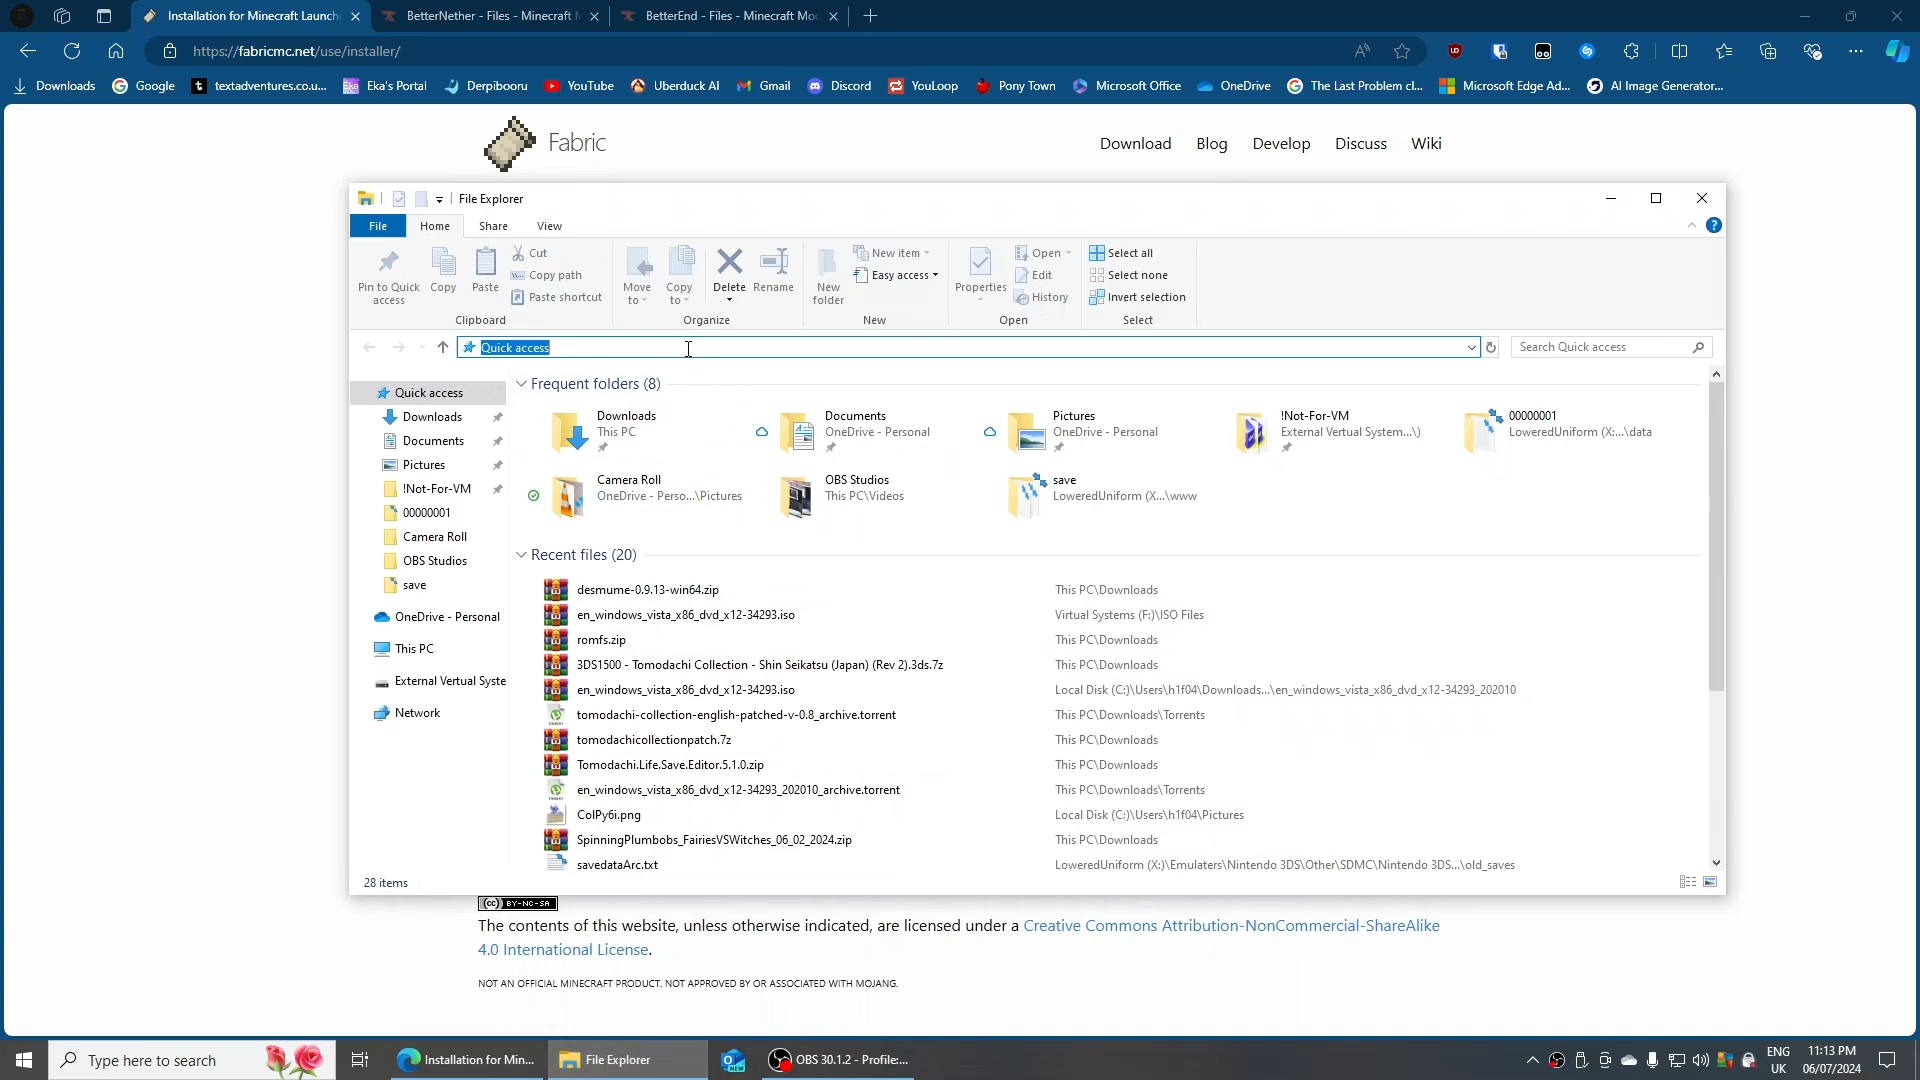 Installation for Minecraft Launch
BetterNether - Files - Minecraft M
BetterEnd - Files - Minecraft Mod
https://fabricmc.net/use/installer/
Downloads
Google
textadventures.co.u...
Eka's Portal
Derpibooru
YouTube
Uberduck AI
Gmail
Discord
YouLoop
Pony Town
Microsoft Office
OneDrive
The Last Problem cl...
Microsoft Edge Ad...
AI Image Generator...
Fabric
Download
Blog
Develop
Discuss
Wiki
File Explorer
File
Home
Share
View
Pin to Quick access
Copy
Paste
Cut
Copy path
Paste shortcut
Clipboard
Move to
Copy to
Delete
Rename
Organize
New folder
New item
Easy access
New
Properties
Open
Edit
History
Open
Select all
Select none
Invert selection
Select
Quick access
Search Quick access
Quick access
Downloads
Documents
Pictures
!Not-For-VM
00000001
Camera Roll
OBS Studios
save
OneDrive - Personal
This PC
External Vertual Syste
Network
Frequent folders (8)
Downloads
This PC
Documents
OneDrive - Personal
Pictures
OneDrive - Personal
!Not-For-VM
External Vertual System...\)
00000001
LoweredUniform (X:...\data
Camera Roll
OneDrive - Perso...\Pictures
OBS Studios
This PC\Videos
save
LoweredUniform (X...\www
Recent files (20)
desmume-0.9.13-win64.zip This PC\Downloads
en_windows_vista_x86_dvd_x12-34293.iso Virtual Systems (F:)\ISO Files
romfs.zip This PC\Downloads
3DS1500 - Tomodachi Collection - Shin Seikatsu (Japan) (Rev 2).3ds.7z This PC\Downloads
en_windows_vista_x86_dvd_x12-34293.iso Local Disk (C:)\Users\h1f04\Downloads...\en_windows_vista_x86_dvd_x12-34293_202010
tomodachi-collection-english-patched-v-0.8_archive.torrent This PC\Downloads\Torrents
tomodachicollectionpatch.7z This PC\Downloads
Tomodachi.Life.Save.Editor.5.1.0.zip This PC\Downloads
en_windows_vista_x86_dvd_x12-34293_202010_archive.torrent This PC\Downloads\Torrents
ColPy6i.png Local Disk (C:)\Users\h1f04\Pictures
SpinningPlumbobs_FairiesVSWitches_06_02_2024.zip This PC\Downloads
savedataArc.txt LoweredUniform (X:)\Emulaters\Nintendo 3DS\Other\SDMC\Nintendo 3DS...\old_saves
28 items
(cc) BY-NC-SA
The contents of this website, unless otherwise indicated, are licensed under a Creative Commons Attribution-NonCommercial-ShareAlike
4.0 International License.
NOT AN OFFICIAL MINECRAFT PRODUCT. NOT APPROVED BY OR ASSOCIATED WITH MOJANG.
Type here to search
Installation for Min...
File Explorer
OBS 30.1.2 - Profile:...
ENG
UK
11:13 PM
06/07/2024